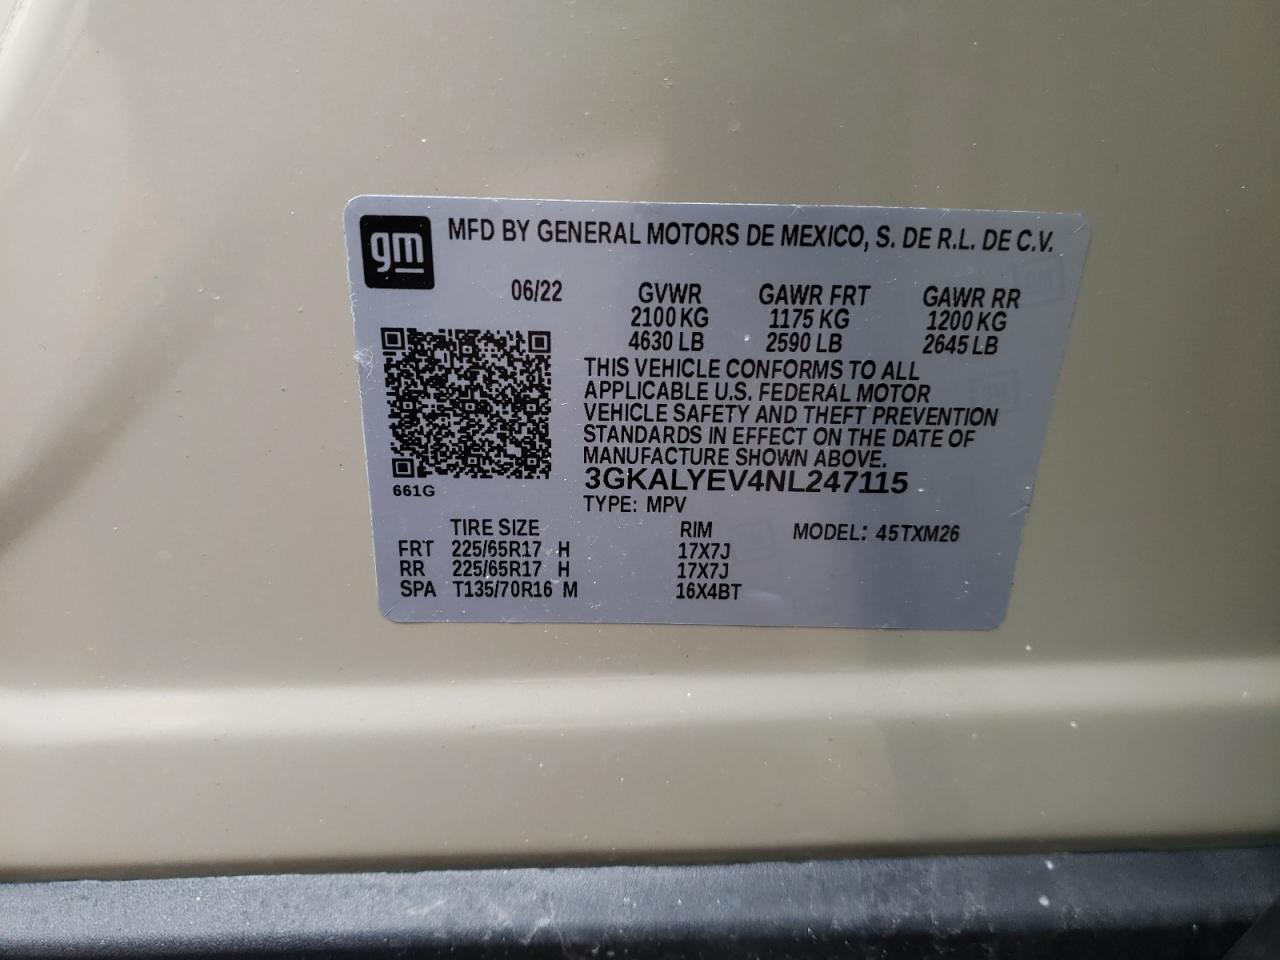 gm MFD BY GENERAL MOTORS DE MEXICO, S. DE R.L. DE C.V.
06/22 GVWR GAWR FRT GAWR RR
2100 KG 1175 KG 1200 KG
4630 LB 2590 LB 2645 LB
THIS VEHICLE CONFORMS TO ALL
APPLICABLE U.S. FEDERAL MOTOR
VEHICLE SAFETY AND THEFT PREVENTION
STANDARDS IN EFFECT ON THE DATE OF
MANUFACTURE SHOWN ABOVE.
3GKALYEV4NL247115
661G
TYPE: MPV
TIRE SIZE RIM MODEL: 45TXM26
FRT 225/65R17 H 17X7J
RR 225/65R17 H 17X7J
SPA T135/70R16 M 16X4BT